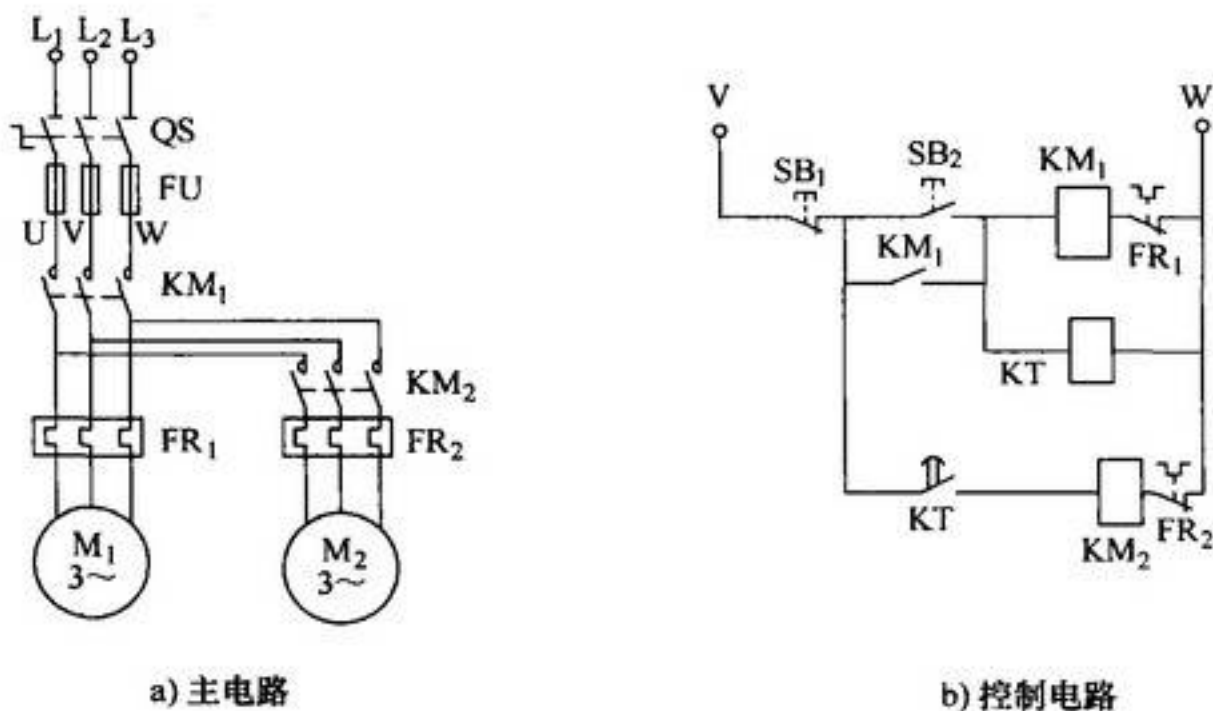 L₁ L₂ L₃
QS
FU
U V W
KM₁
KM₂
FR₁
FR₂
M₁
3～
M₂
3～
a) 主电路
V
W
SB₁
SB₂
KM₁
FR₁
KM₁
KT
KT
KM₂
FR₂
b) 控制电路